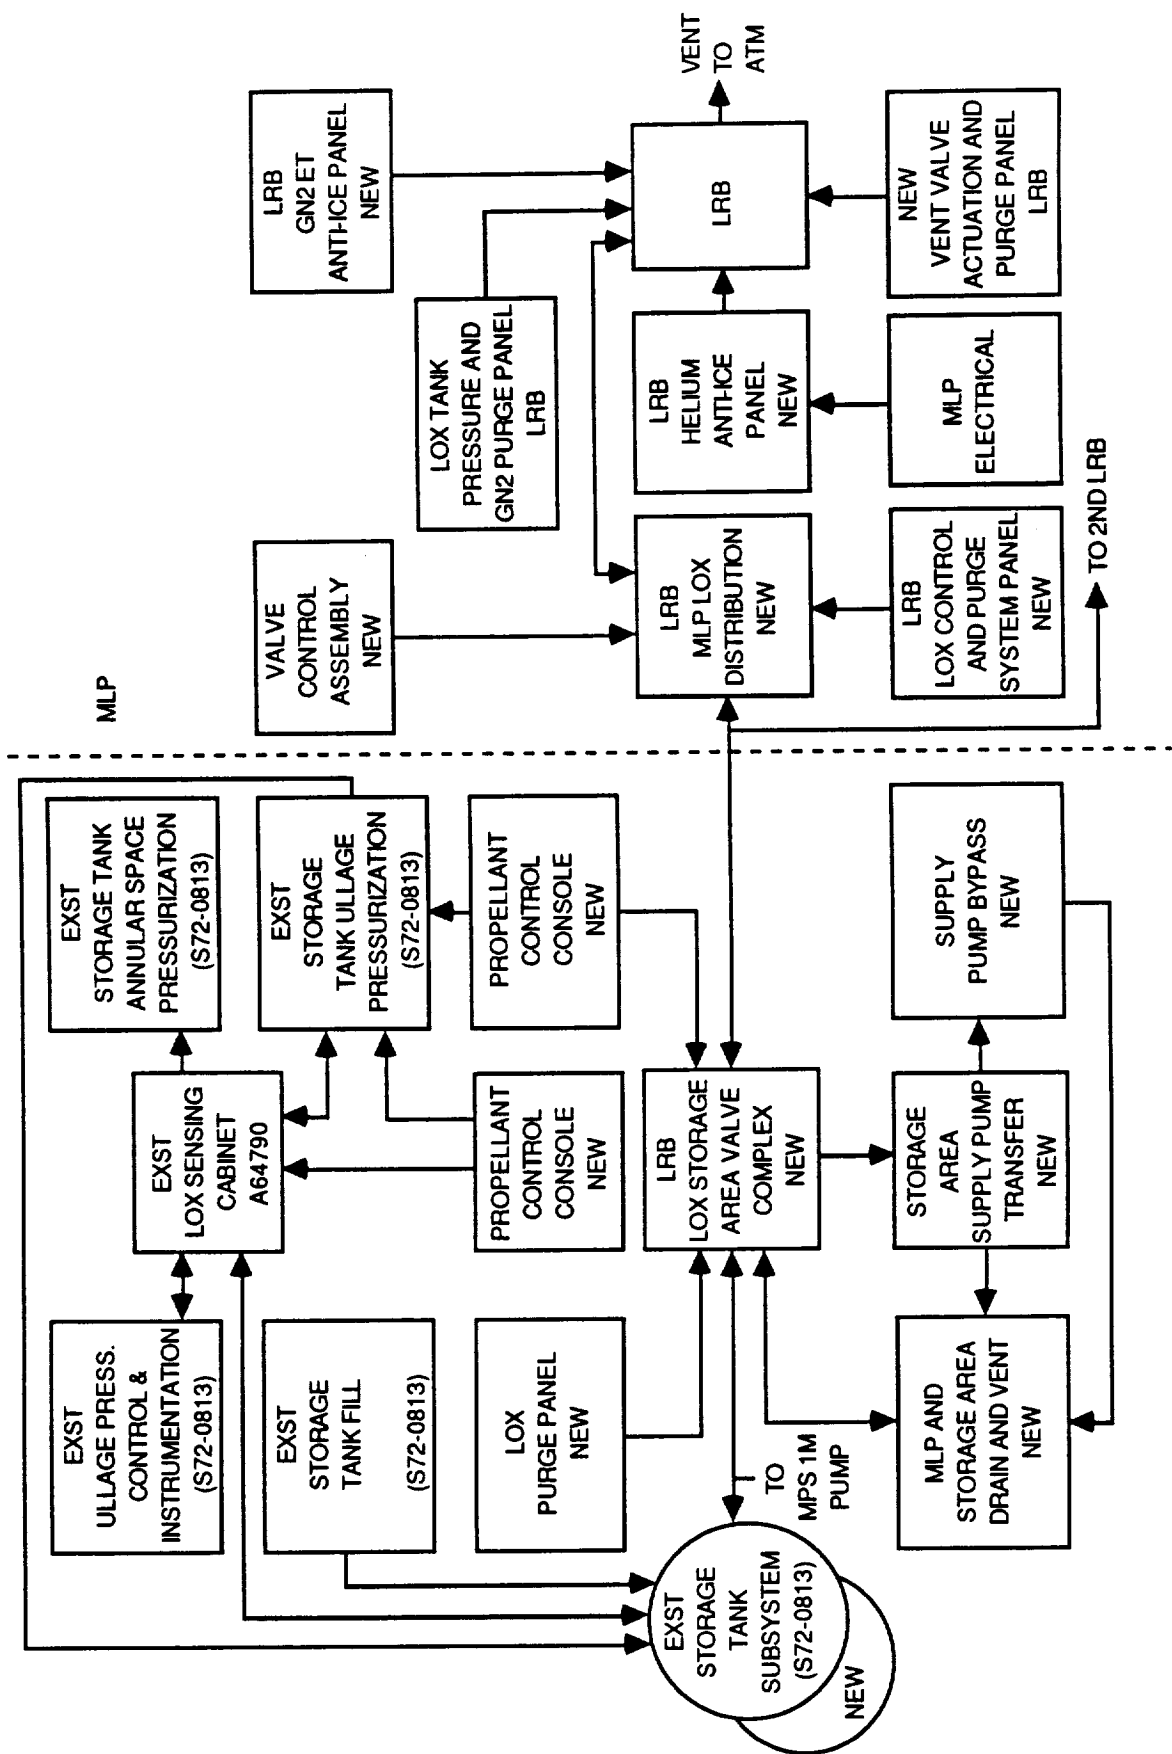 EXST
ULLAGE PRESS.
CONTROL &
INSTRUMENTATION
(S72-0813)
EXST
LOX SENSING
CABINET
A64790
EXST
STORAGE TANK
ANNULAR SPACE
PRESSURIZATION
(S72-0813)
MLP
VALVE
CONTROL
ASSEMBLY
NEW
LRB
GN2 ET
ANTI-ICE PANEL
NEW
EXST
STORAGE
TANK FILL
(S72-0813)
EXST
STORAGE
TANK ULLAGE
PRESSURIZATION
(S72-0813)
LOX TANK
PRESSURE AND
GN2 PURGE PANEL
LRB
LOX
PURGE PANEL
NEW
PROPELLANT
CONTROL
CONSOLE
NEW
PROPELLANT
CONTROL
CONSOLE
NEW
EXST
STORAGE
TANK
SUBSYSTEM
(S72-0813)
NEW
TO
MPS 1M
PUMP
LRB
LOX STORAGE
AREA VALVE
COMPLEX
NEW
LRB
MLP LOX
DISTRIBUTION
NEW
LRB
HELIUM
ANTI-ICE
PANEL
NEW
LRB
VENT
TO
ATM
MLP AND
STORAGE AREA
DRAIN AND VENT
NEW
STORAGE
AREA
SUPPLY PUMP
TRANSFER
NEW
SUPPLY
PUMP BYPASS
NEW
LRB
LOX CONTROL
AND PURGE
SYSTEM PANEL
NEW
MLP
ELECTRICAL
NEW
VENT VALVE
ACTUATION AND
PURGE PANEL
LRB
TO 2ND LRB